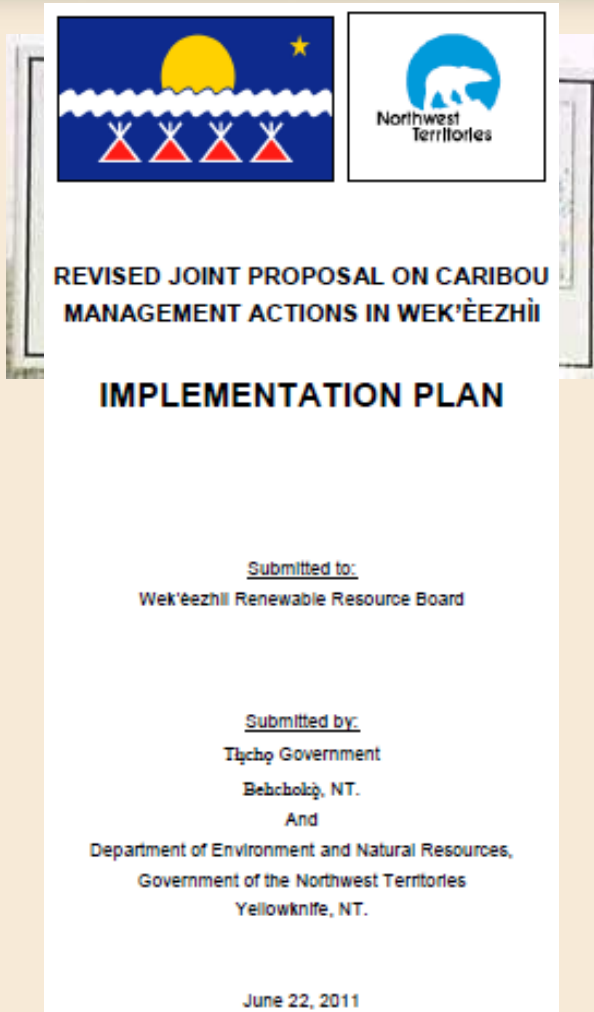 Northwest
Territories
REVISED JOINT PROPOSAL ON CARIBOU
MANAGEMENT ACTIONS IN WEK'ÈEZHÌI
IMPLEMENTATION PLAN
Submitted to:
Wek'èezhìi Renewable Resource Board
Submitted by:
Tłı̨chǫ Government
Behchokǫ̀, NT.
And
Department of Environment and Natural Resources,
Government of the Northwest Territories
Yellowknife, NT.
June 22, 2011